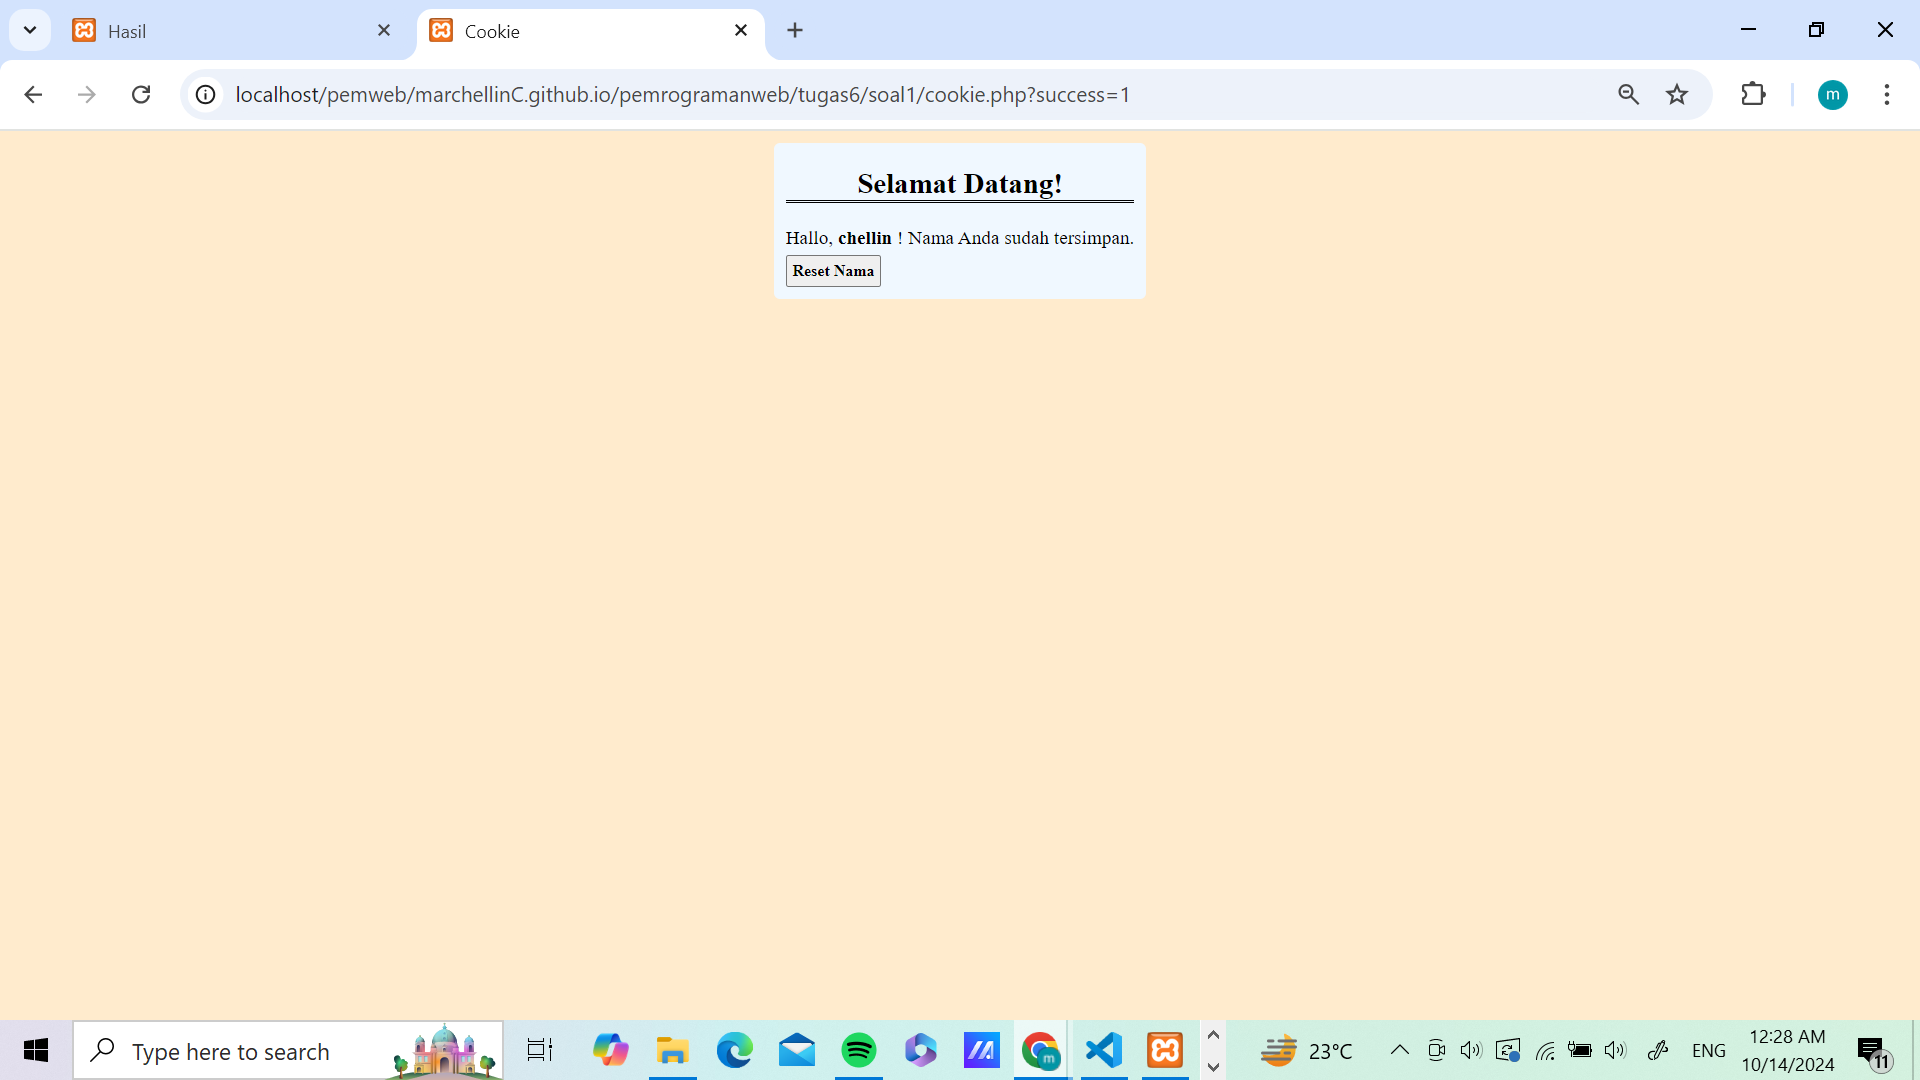 Hasil
Cookie
localhost/pemweb/marchellinC.github.io/pemrogramanweb/tugas6/soal1/cookie.php?success=1
m
Selamat Datang!
Hallo, chellin ! Nama Anda sudah tersimpan.
Reset Nama
Type here to search
m
23°C
ENG
12:28 AM
10/14/2024
11